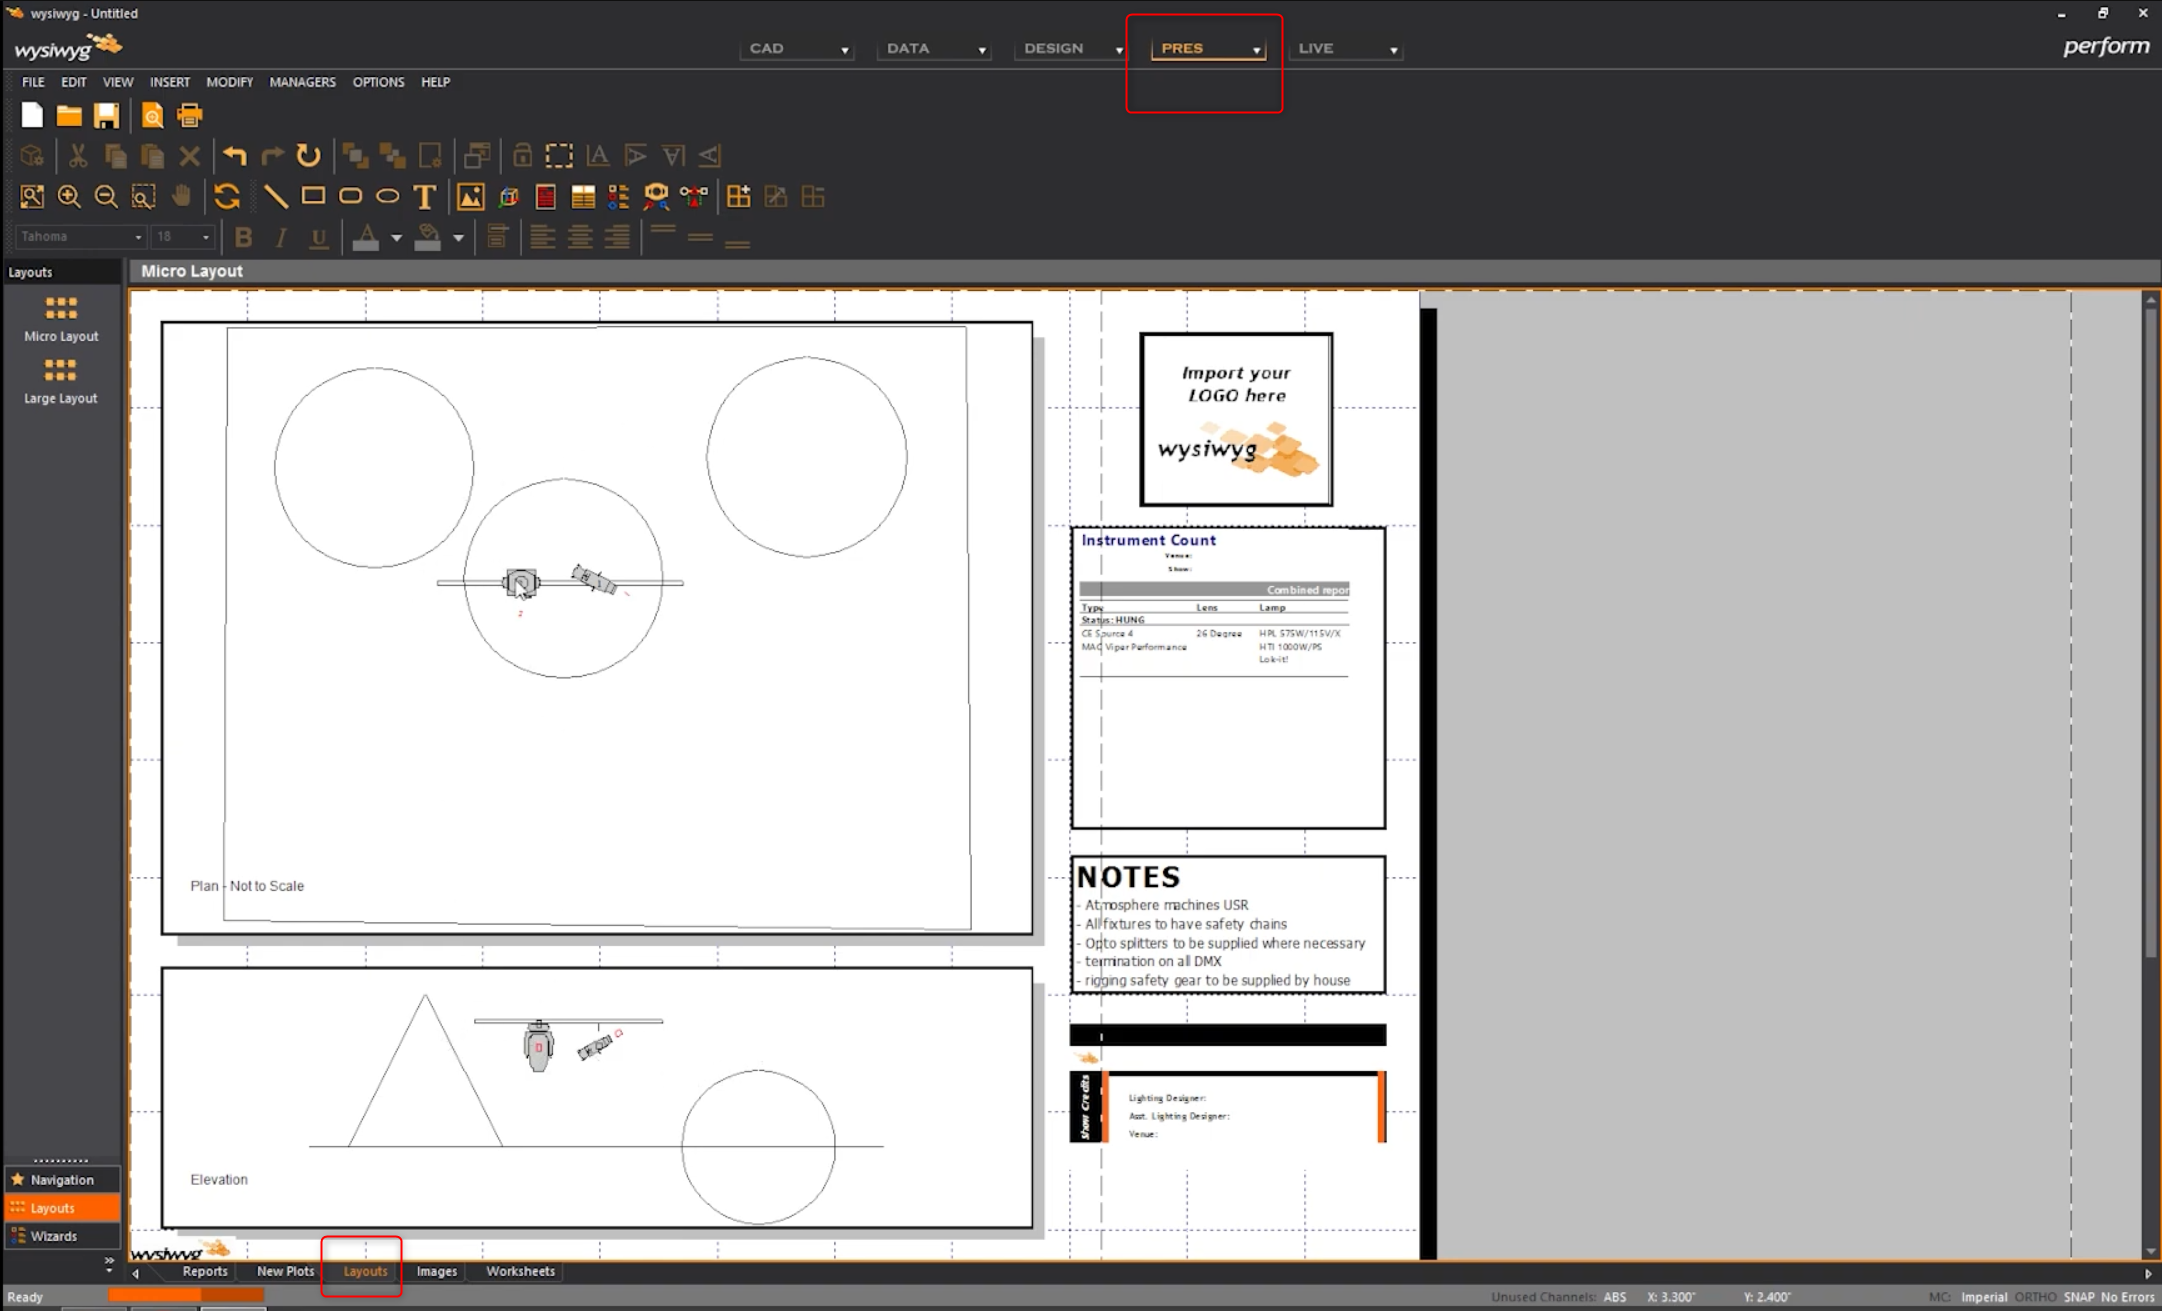 wysiwyg - Untitled
wysiwyg
CAD
DATA
DESIGN
PRES
LIVE
perform
FILE EDIT VIEW INSERT MODIFY MANAGERS OPTIONS HELP
Tahoma
18
B I U
Layouts
Micro Layout
Micro Layout
Large Layout
Import your
LOGO here
wysiwyg
Instrument Count
Venue:
Show:
Combined repor
Type Lens Lamp
Status: HUNG
CE Source 4 26 Degree HPL 575W/115V/X
MAC Viper Performance HTI 1000W/PS
Lok-it!
Plan - Not to Scale
NOTES
- Atmosphere machines USR
- All fixtures to have safety chains
- Opto splitters to be supplied where necessary
- termination on all DMX
- rigging safety gear to be supplied by house
Show Credits
Lighting Designer:
Asst. Lighting Designer:
Venue:
Elevation
Navigation
Layouts
Wizards
wysiwyg
Reports New Plots Layouts Images Worksheets
Ready
Unused Channels: ABS X: 3.300" Y: 2.400" MC: Imperial ORTHO SNAP No Errors